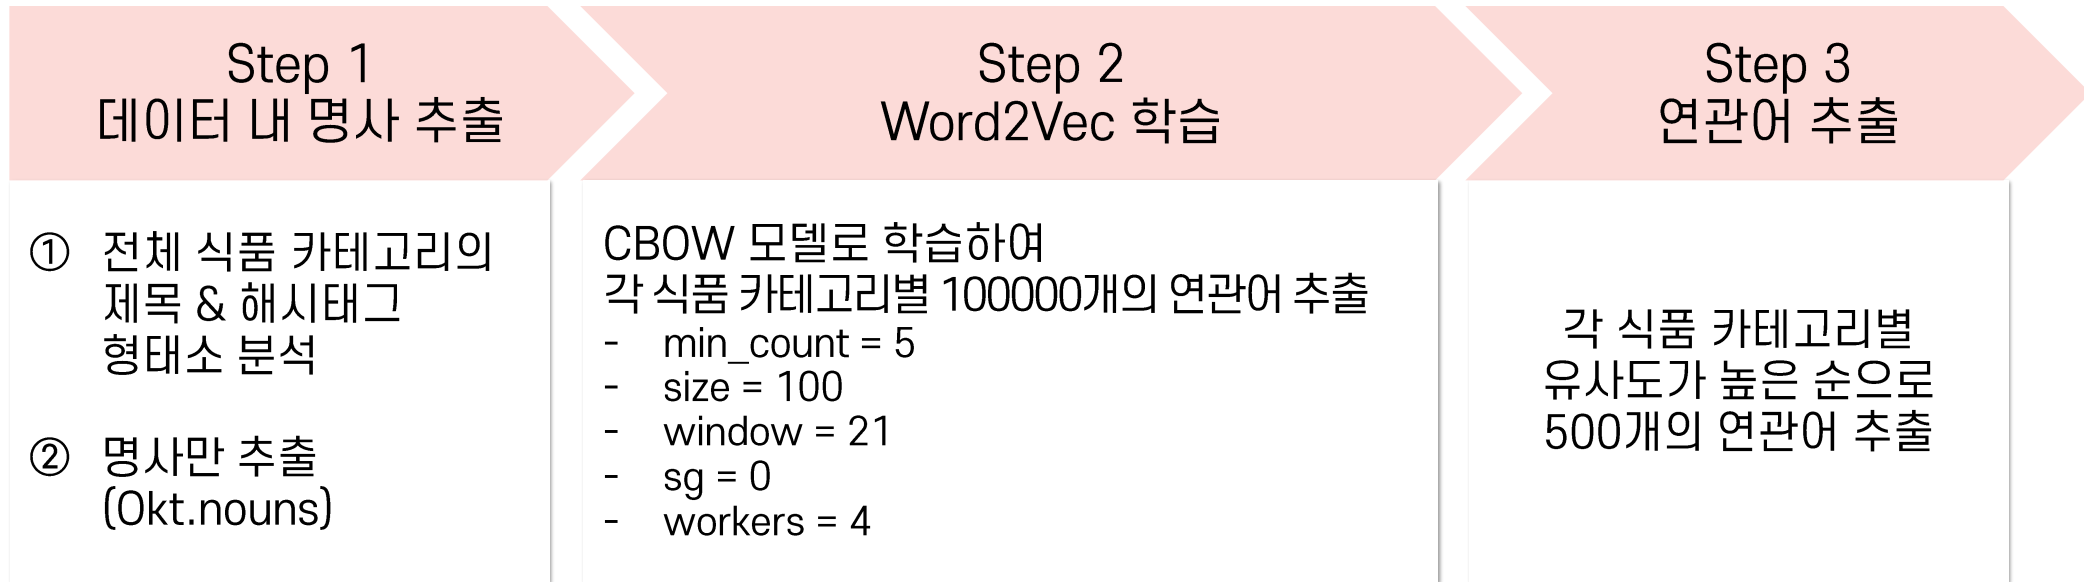 Step 1
데이터 내 명사 추출
① 전체 식품 카테고리의
제목 & 해시태그
형태소 분석
② 명사만 추출
(Okt.nouns)
Step 2
Word2Vec 학습
CBOW 모델로 학습하여
각 식품 카테고리별 100000개의 연관어 추출
- min_count = 5
- size = 100
- window = 21
- sg = 0
- workers = 4
Step 3
연관어 추출
각 식품 카테고리별
유사도가 높은 순으로
500개의 연관어 추출